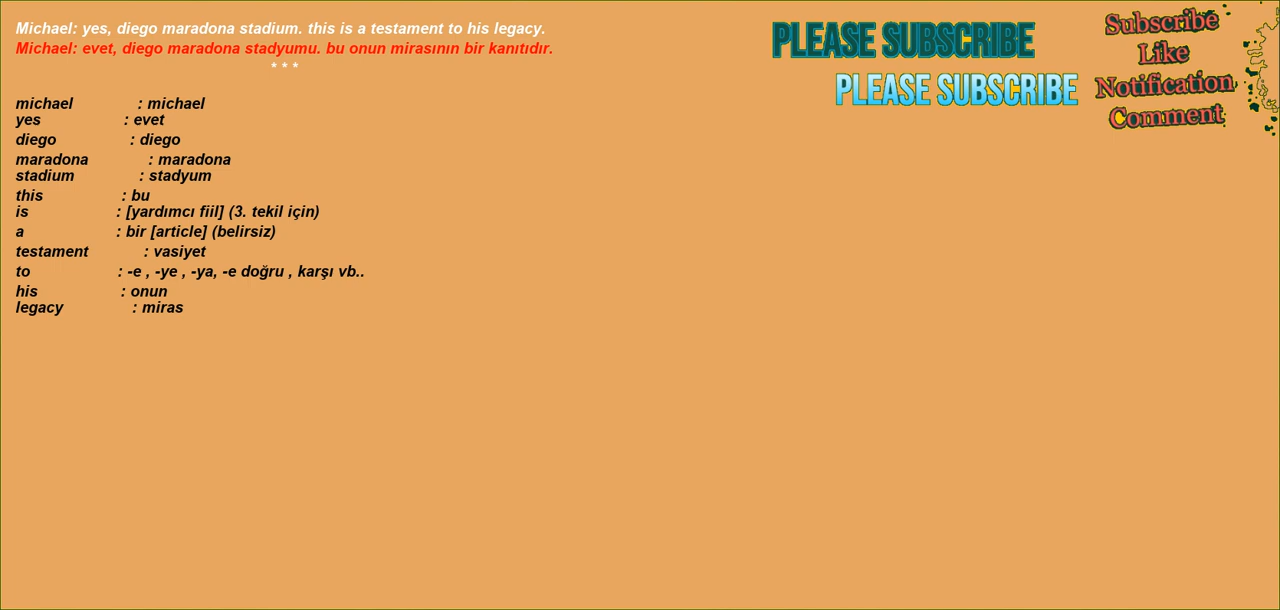 Michael: yes, diego maradona stadium. this is a testament to his legacy.
Michael: evet, diego maradona stadyumu. bu onun mirasının bir kanıtıdır.
* * *
michael : michael
yes : evet
diego : diego
maradona : maradona
stadium : stadyum
this : bu
is : [yardımcı fiil] (3. tekil için)
a : bir [article] (belirsiz)
testament : vasiyet
to : -e , -ye , -ya, -e doğru , karşı vb..
his : onun
legacy : miras
PLEASE SUBSCRIBE
PLEASE SUBSCRIBE
Subscribe
Like
Notification
Comment